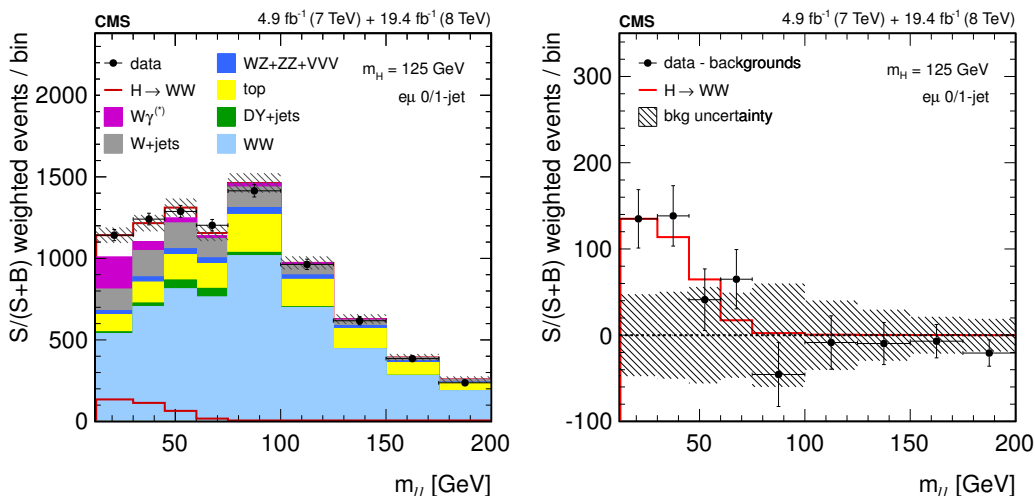 CMS 4.9 fb⁻¹ (7 TeV) + 19.4 fb⁻¹ (8 TeV)
S/(S+B) weighted events / bin
2000
1500
1000
500
0
data
H → WW
Wγ(*)
W+jets
WZ+ZZ+VVV
top
DY+jets
WW
m_H = 125 GeV
eμ 0/1-jet
50 100 150 200
m_ll [GeV]
CMS 4.9 fb⁻¹ (7 TeV) + 19.4 fb⁻¹ (8 TeV)
S/(S+B) weighted events / bin
300
200
100
0
-100
data - backgrounds
H → WW
bkg uncertainty
m_H = 125 GeV
eμ 0/1-jet
50 100 150 200
m_ll [GeV]